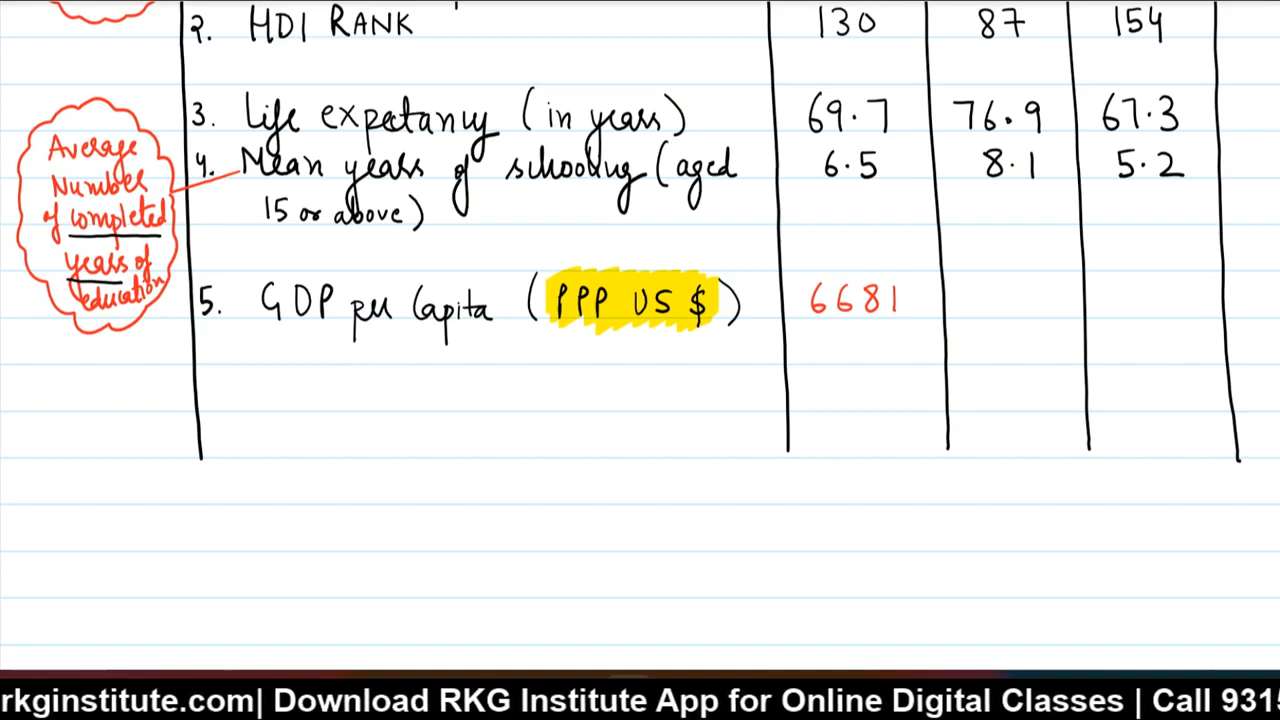 2. HDI RANK 130 87 154
3. Life expetancy (in years) 69.7 76.9 67.3
4. Mean years of schooling (aged 6.5 8.1 5.2
15 or above)
Average
Number
of completed
years of
education
5. GDP per Capita (PPP US $) 6681
rkginstitute.com| Download RKG Institute App for Online Digital Classes | Call 931